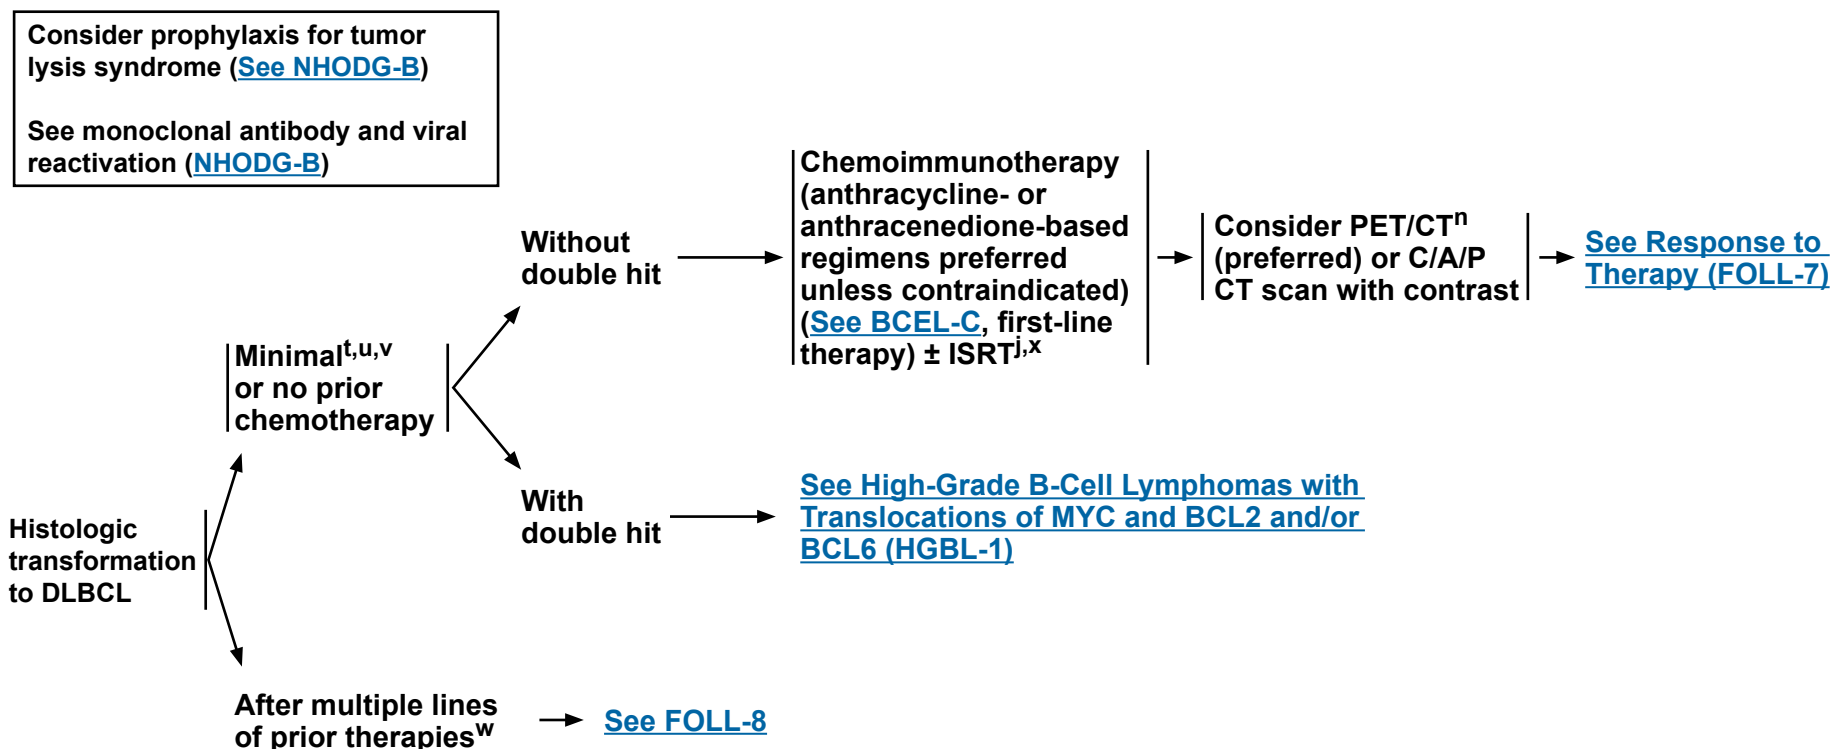 Consider prophylaxis for tumor
lysis syndrome (See NHODG-B)
See monoclonal antibody and viral
reactivation (NHODG-B)
Histologic
transformation
to DLBCL
Minimalt,u,v
or no prior
chemotherapy
Without
double hit
Chemoimmunotherapy
(anthracycline- or
anthracenedione-based
regimens preferred
unless contraindicated)
(See BCEL-C, first-line
therapy) ± ISRTj,x
Consider PET/CTn
(preferred) or C/A/P
CT scan with contrast
See Response to
Therapy (FOLL-7)
With
double hit
See High-Grade B-Cell Lymphomas with
Translocations of MYC and BCL2 and/or
BCL6 (HGBL-1)
After multiple lines
of prior therapiesw
See FOLL-8